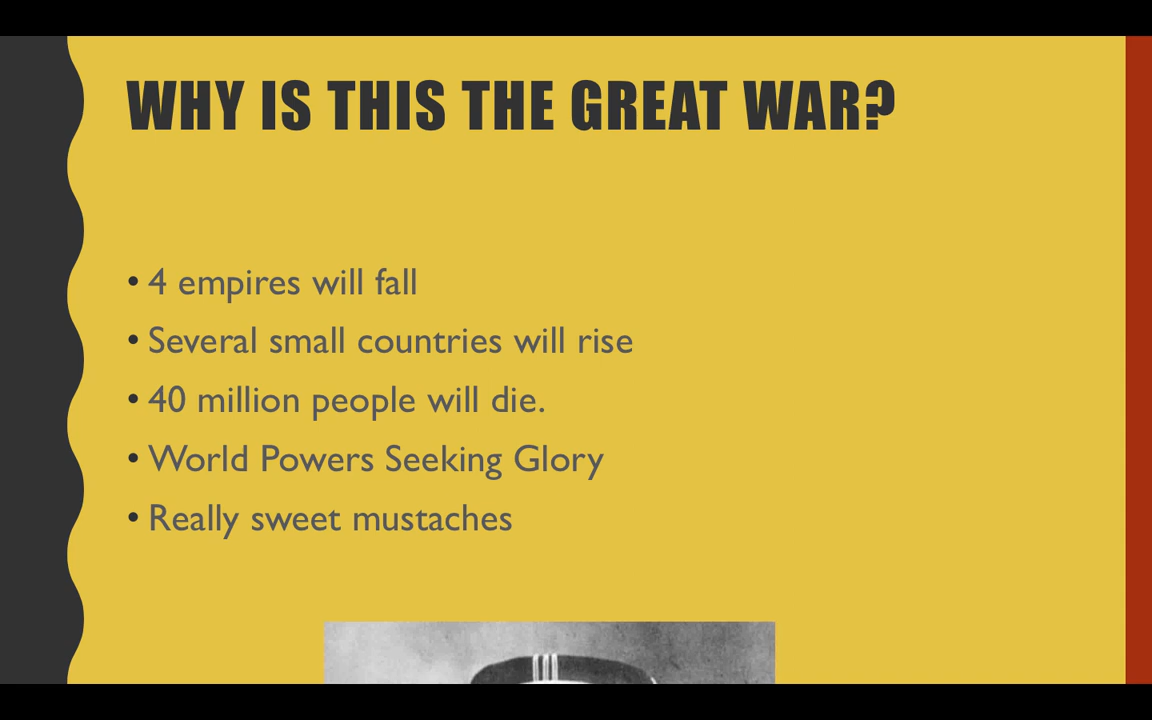 WHY IS THIS THE GREAT WAR?
• 4 empires will fall
• Several small countries will rise
• 40 million people will die.
• World Powers Seeking Glory
• Really sweet mustaches